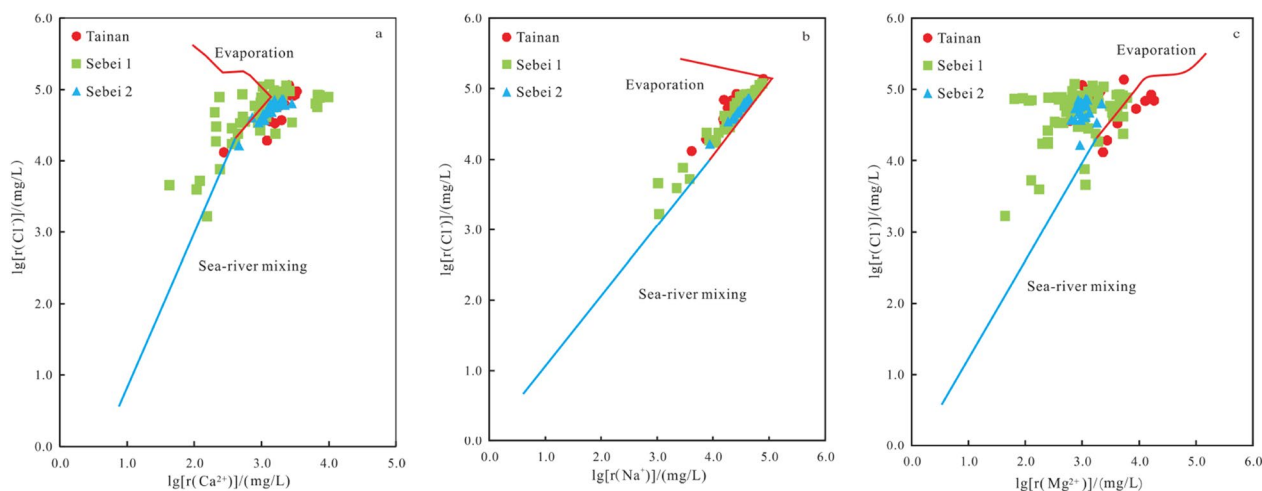 6.0
5.0
4.0
3.0
2.0
1.0
0.0
lg[r(Cl⁻)]/(mg/L)
Tainan
Sebei 1
Sebei 2
a
Evaporation
Sea-river mixing
0.0 1.0 2.0 3.0 4.0 5.0
lg[r(Ca²⁺)]/(mg/L)
6.0
5.0
4.0
3.0
2.0
1.0
0.0
lg[r(Cl⁻)]/(mg/L)
Tainan
Sebei 1
Sebei 2
b
Evaporation
Sea-river mixing
0.0 1.0 2.0 3.0 4.0 5.0 6.0
lg[r(Na⁺)]/(mg/L)
6.0
5.0
4.0
3.0
2.0
1.0
0.0
lg[r(Cl⁻)]/(mg/L)
Tainan
Sebei 1
Sebei 2
c
Evaporation
Sea-river mixing
0.0 1.0 2.0 3.0 4.0 5.0 6.0
lg[r(Mg²⁺)]/(mg/L)